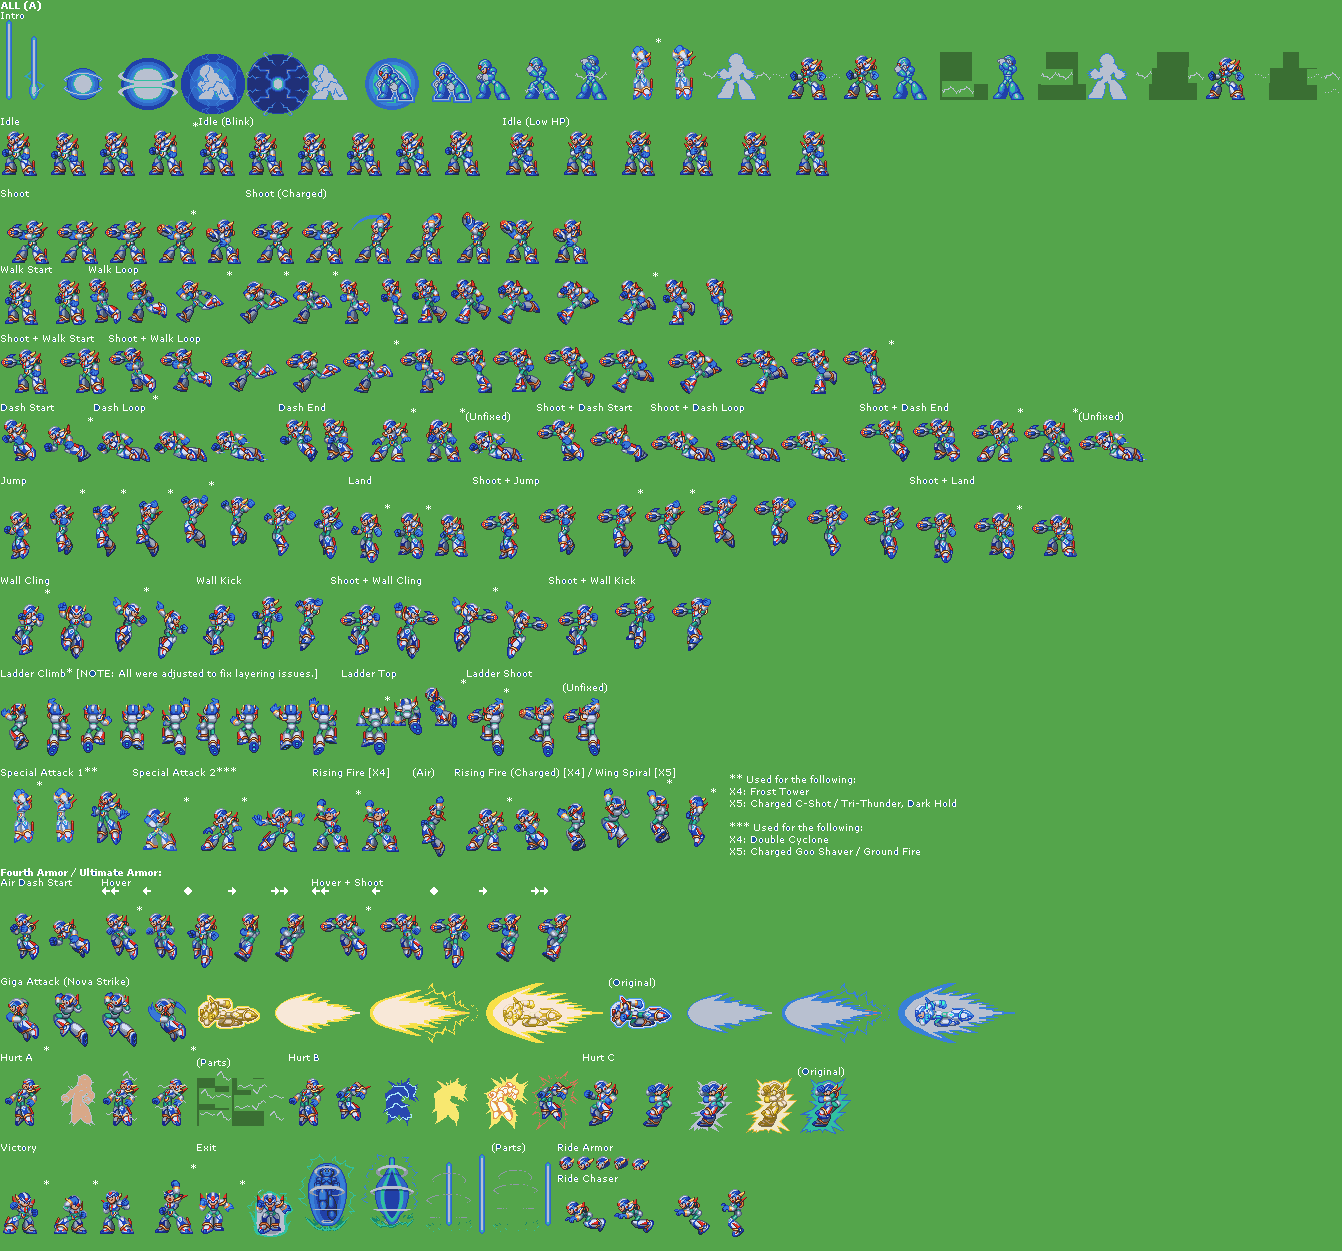 ALL (A)
Intro
*
Idle
*Idle (Blink)
Idle (Low HP)
Shoot
Shoot (Charged)
*
Walk Start
Walk Loop
* * * *
Shoot + Walk Start
Shoot + Walk Loop
* *
Dash Start
Dash Loop
*
Dash End
* * *
(Unfixed)
Shoot + Dash Start
Shoot + Dash Loop
Shoot + Dash End
* *
(Unfixed)
Jump
* * * *
Land
* *
Shoot + Jump
* *
Shoot + Land
*
Wall Cling
* *
Wall Kick
Shoot + Wall Cling
*
Shoot + Wall Kick
Ladder Climb* [NOTE: All were adjusted to fix layering issues.]
Ladder Top
* *
Ladder Shoot
*
(Unfixed)
Special Attack 1**
*
Special Attack 2***
* *
Rising Fire [X4]
*
(Air)
Rising Fire (Charged) [X4] / Wing Spiral [X5]
* * *
** Used for the following:
X4: Frost Tower
X5: Charged C-Shot / Tri-Thunder, Dark Hold
*** Used for the following:
X4: Double Cyclone
X5: Charged Goo Shaver / Ground Fire
Fourth Armor / Ultimate Armor:
Air Dash Start
Hover
*
Hover + Shoot
*
Giga Attack (Nova Strike)
(Original)
Hurt A
* *
(Parts)
Hurt B
Hurt C
(Original)
Victory
* * *
Exit
*
(Parts)
Ride Armor
Ride Chaser